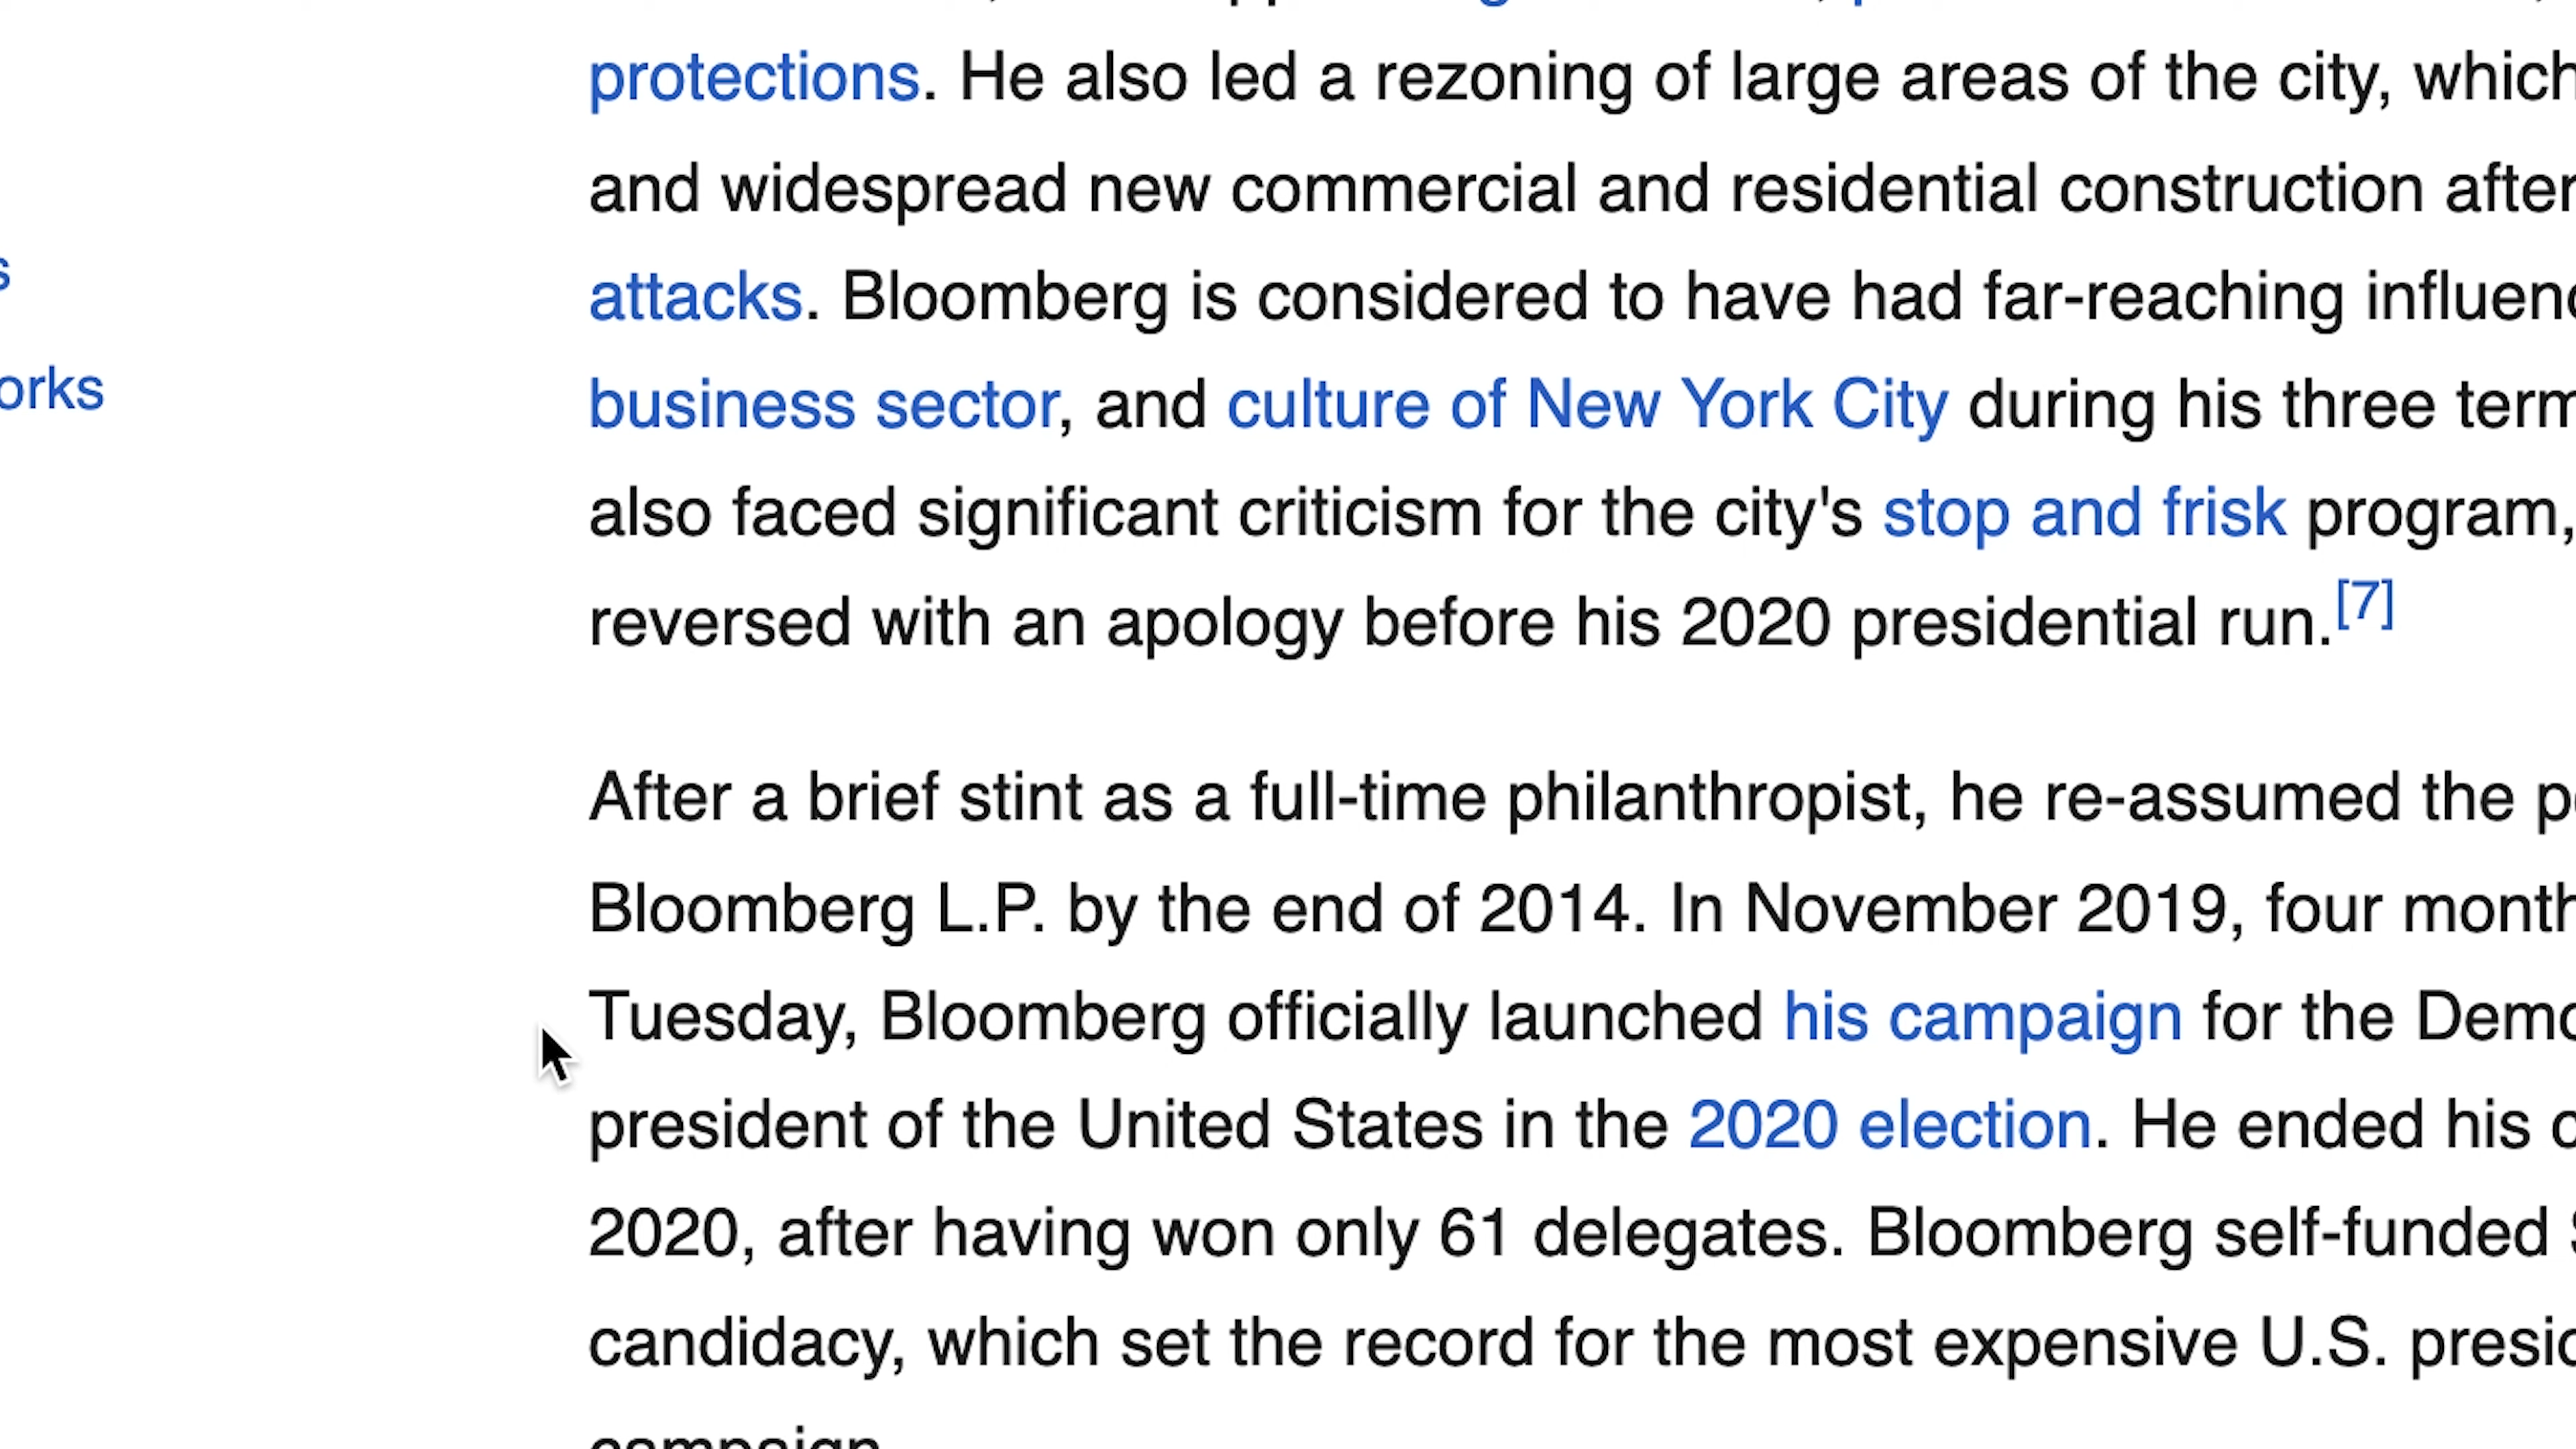 protections. He also led a rezoning of large areas of the city, which
and widespread new commercial and residential construction after
attacks. Bloomberg is considered to have had far-reaching
business sector, and culture of New York City during his three
also faced significant criticism for the city's stop and frisk program,
reversed with an apology before his 2020 presidential run.[7]
After a brief stint as a full-time philanthropist, he re-assumed the
Bloomberg L.P. by the end of 2014. In November 2019, four
Tuesday, Bloomberg officially launched his campaign for the
president of the United States in the 2020 election. He ended his
2020, after having won only 61 delegates. Bloomberg self-funded
candidacy, which set the record for the most expensive U.S.